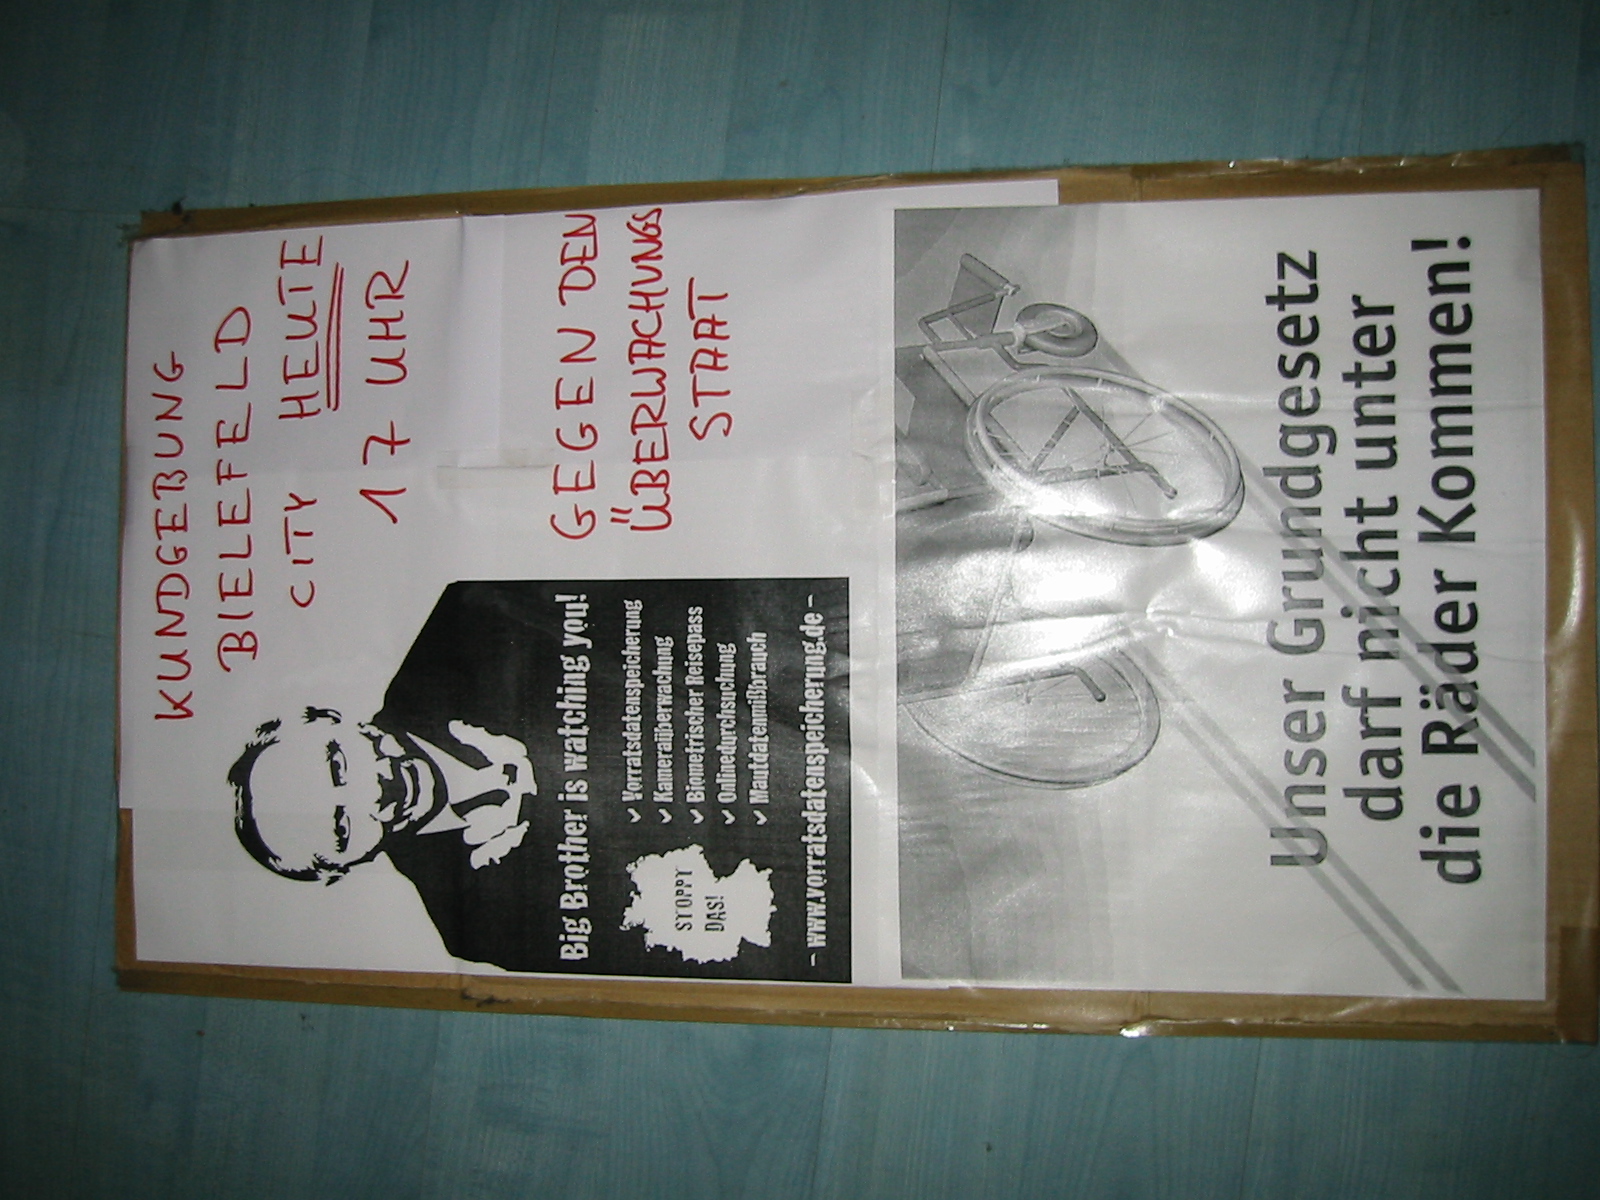 KUNDGEBUNG
BIELEFELD
CITY HEUTE
17 UHR
GEGEN DEN
ÜBERWACHUNGS
STAAT
Big Brother is watching you!
✓ Vorratsdatenspeicherung
✓ Kameraüberwachung
✓ Biometrischer Reisepass
✓ Onlinedurchsuchung
✓ Mautdatenmißbrauch
STOPPT
DAS!
– www.vorratsdatenspeicherung.de –
Unser Grundgesetz
darf nicht unter
die Räder Kommen!